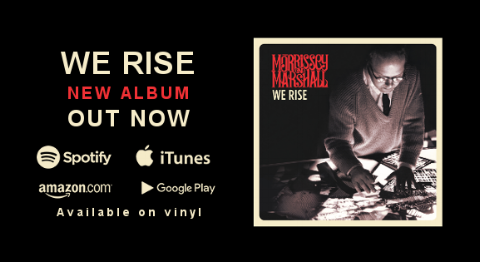 WE RISE
NEW ALBUM
OUT NOW
Spotify
iTunes
amazon.com
Google Play
Available on vinyl
MORRISSEY
MARSHALL
WE RISE